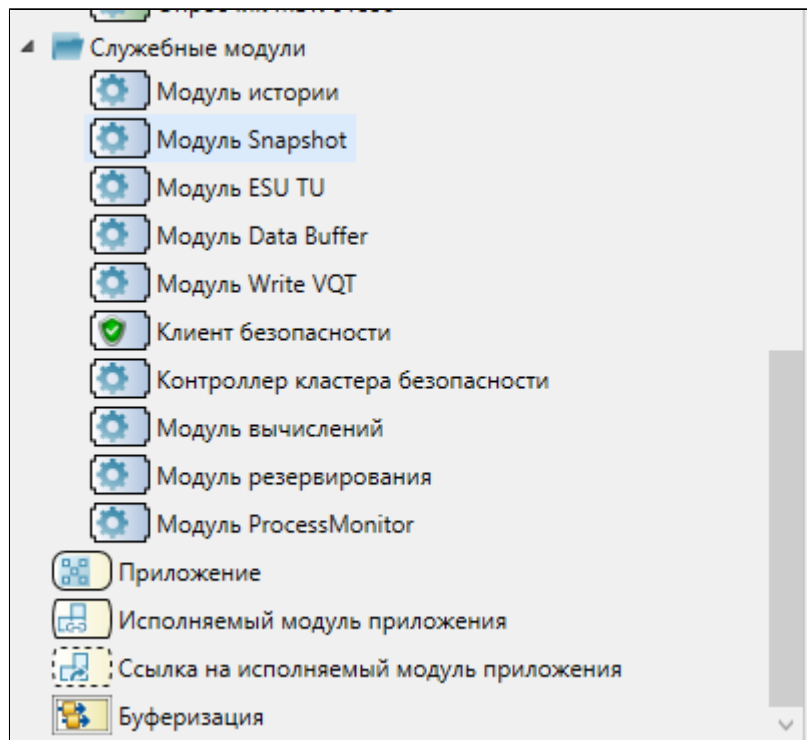 Служебные модули
Модуль истории
Модуль Snapshot
Модуль ESU TU
Модуль Data Buffer
Модуль Write VQT
Клиент безопасности
Контроллер кластера безопасности
Модуль вычислений
Модуль резервирования
Модуль ProcessMonitor
Приложение
Исполняемый модуль приложения
Ссылка на исполняемый модуль приложения
Буферизация